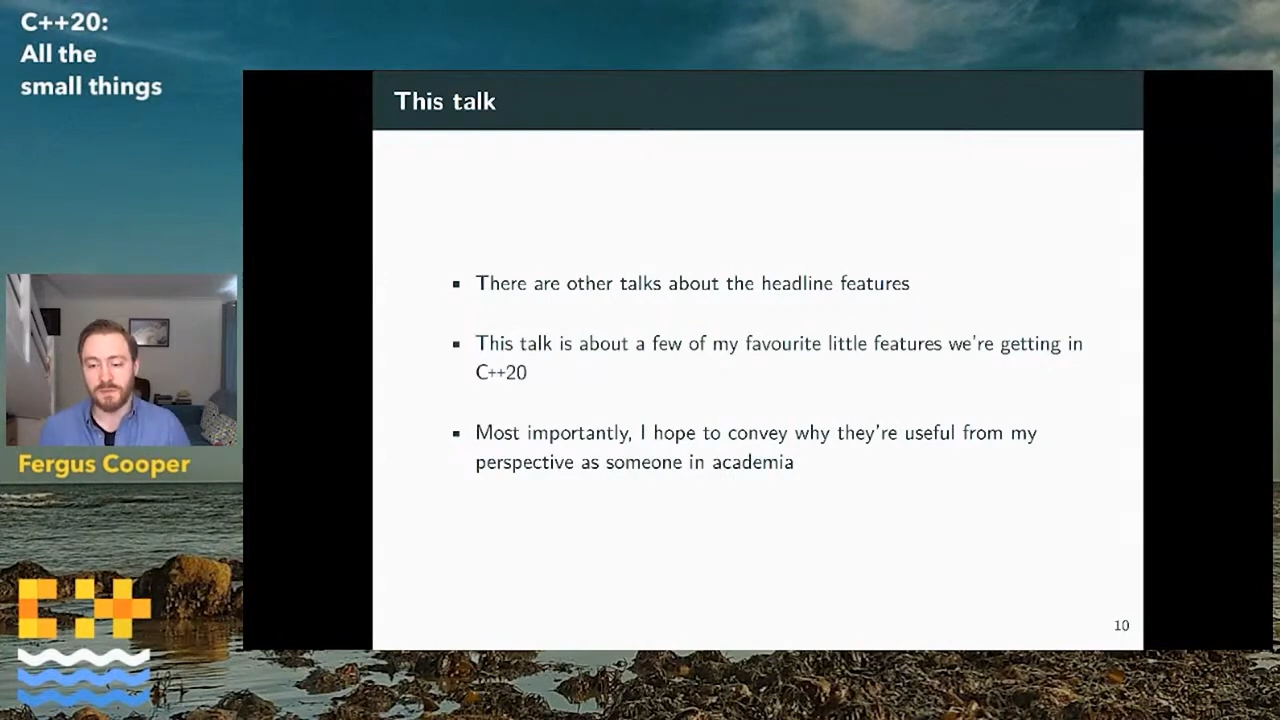 C++20:
All the
small things
This talk
There are other talks about the headline features
This talk is about a few of my favourite little features we're getting in
C++20
Most importantly, I hope to convey why they're useful from my
perspective as someone in academia
10
Fergus Cooper